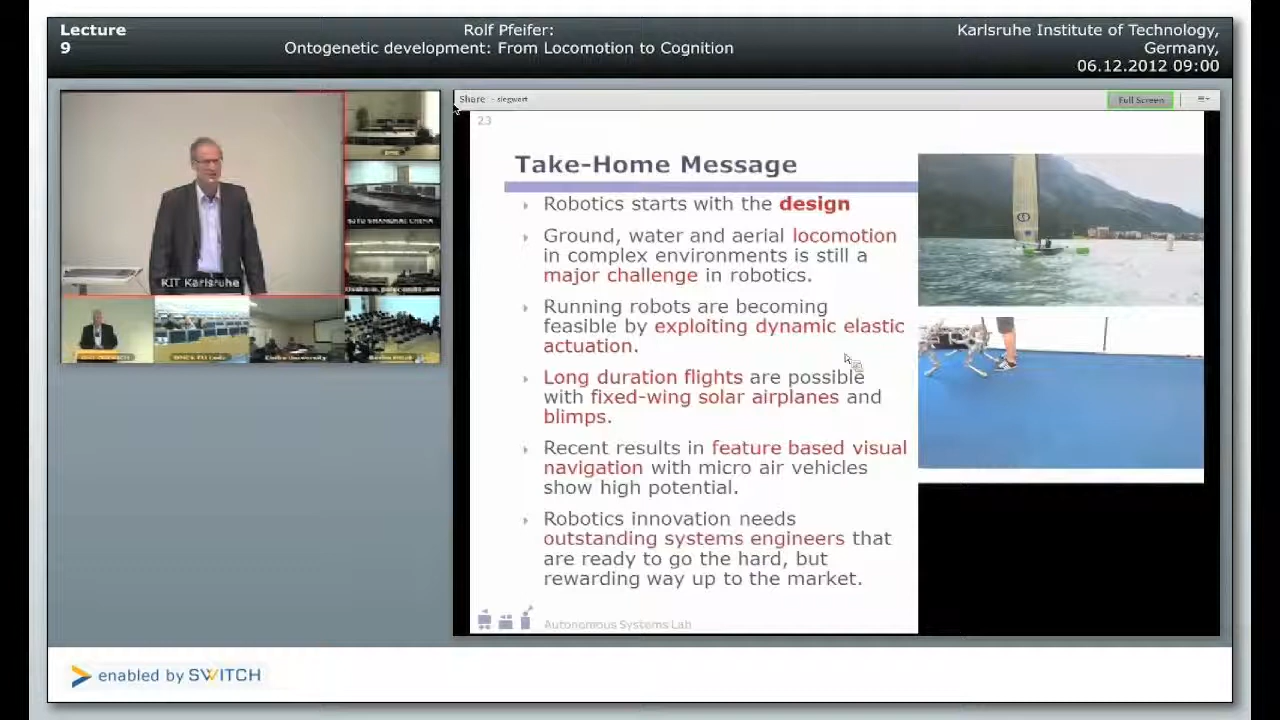 Lecture
9
Rolf Pfeifer:
Ontogenetic development: From Locomotion to Cognition
Karlsruhe Institute of Technology,
Germany,
06.12.2012 09:00
KIT Karlsruhe
SJTU SHANGHAI CHINA
Share - siegwart
Full Screen
23
Take-Home Message
Robotics starts with the design
Ground, water and aerial locomotion
in complex environments is still a
major challenge in robotics.
Running robots are becoming
feasible by exploiting dynamic elastic
actuation.
Long duration flights are possible
with fixed-wing solar airplanes and
blimps.
Recent results in feature based visual
navigation with micro air vehicles
show high potential.
Robotics innovation needs
outstanding systems engineers that
are ready to go the hard, but
rewarding way up to the market.
Autonomous Systems Lab
enabled by SWITCH